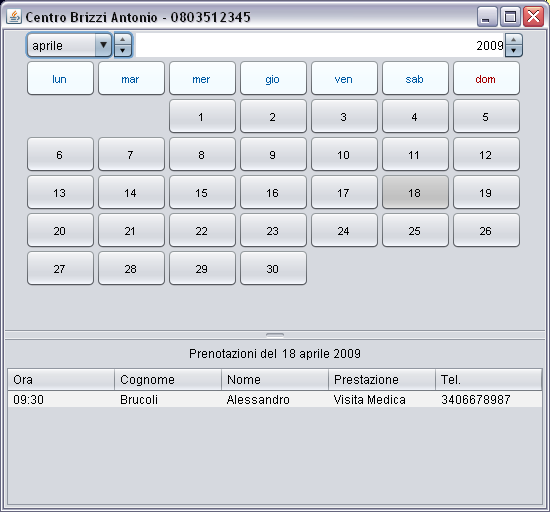 Centro Brizzi Antonio - 0803512345
aprile 2009
lun mar mer gio ven sab dom
1 2 3 4 5
6 7 8 9 10 11 12
13 14 15 16 17 18 19
20 21 22 23 24 25 26
27 28 29 30
Prenotazioni del 18 aprile 2009
Ora Cognome Nome Prestazione Tel.
09:30 Brucoli Alessandro Visita Medica 3406678987